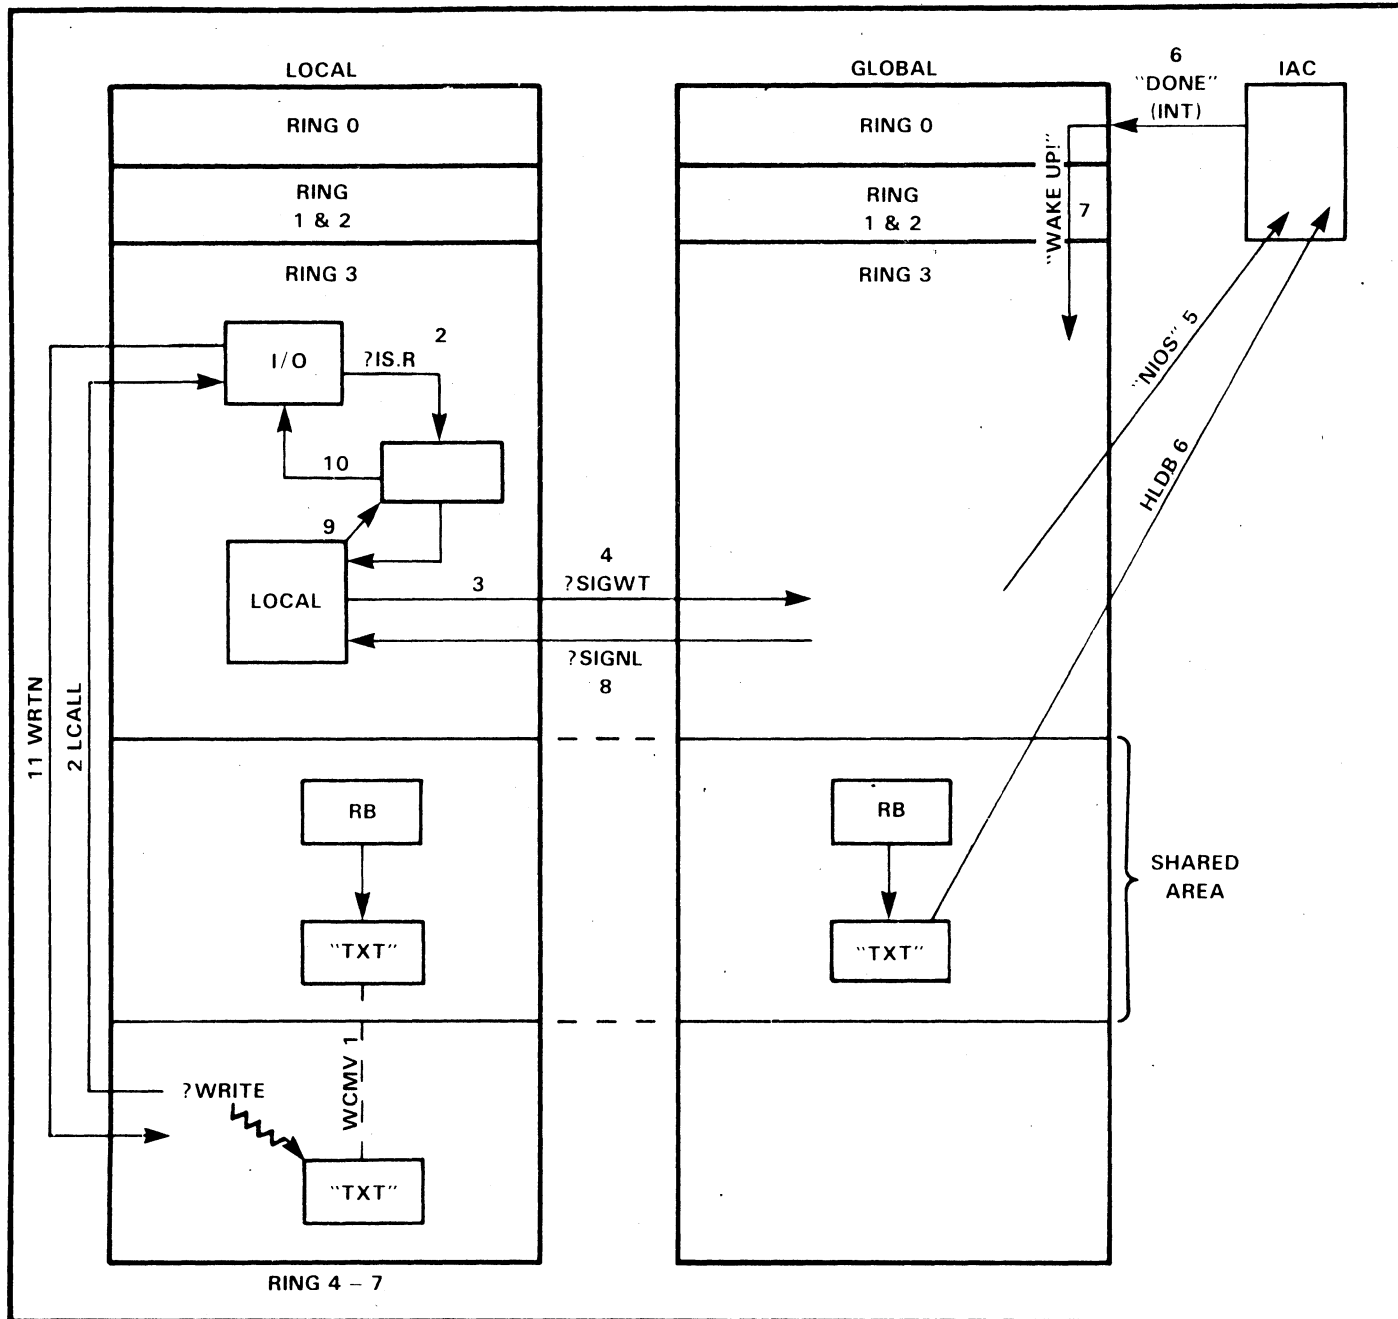 LOCAL
GLOBAL
6
"DONE"
(INT)
IAC
RING 0
RING 0
RING
1 & 2
RING
1 & 2
"WAKE UP!"
7
RING 3
RING 3
I/O
?IS.R
2
10
9
LOCAL
3
4
?SIGWT
?SIGNL
8
"NIOS" 5
HLDB 6
11 WRTN
2 LCALL
RB
"TXT"
RB
"TXT"
SHARED
AREA
?WRITE
WCMV 1
"TXT"
RING 4 – 7